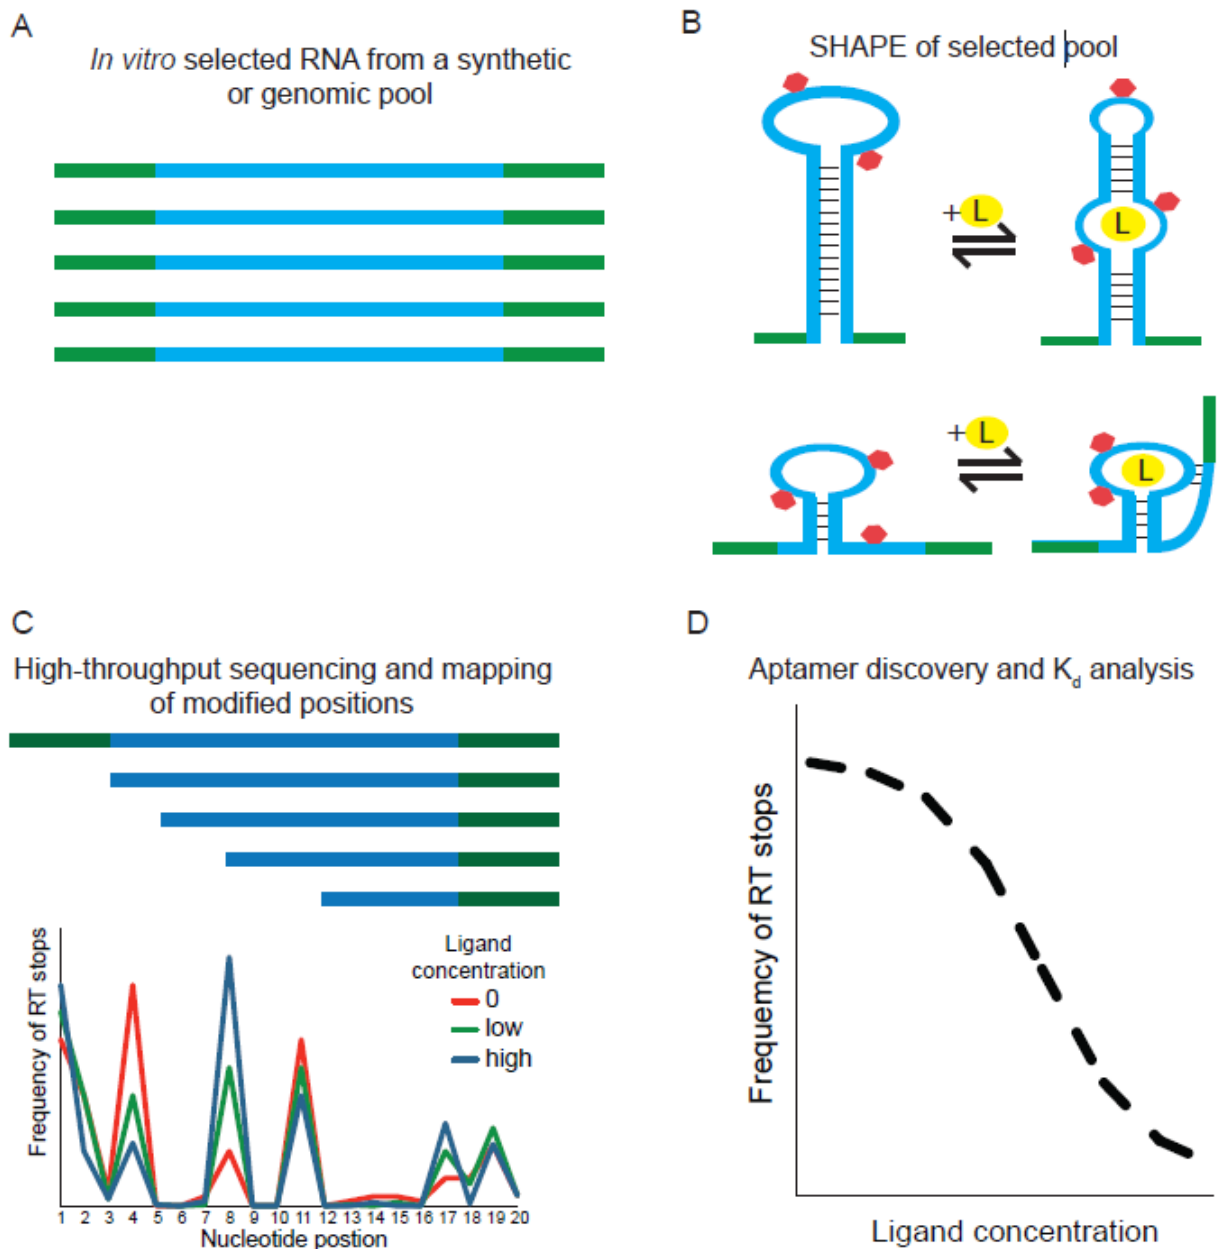 A
In vitro selected RNA from a synthetic
or genomic pool
B
SHAPE of selected pool
+L
L
+L
L
C
High-throughput sequencing and mapping
of modified positions
Frequency of RT stops
Ligand
concentration
0
low
high
1 2 3 4 5 6 7 8 9 10 11 12 13 14 15 16 17 18 19 20
Nucleotide postion
D
Aptamer discovery and Kd analysis
Frequemcy of RT stops
Ligand concentration